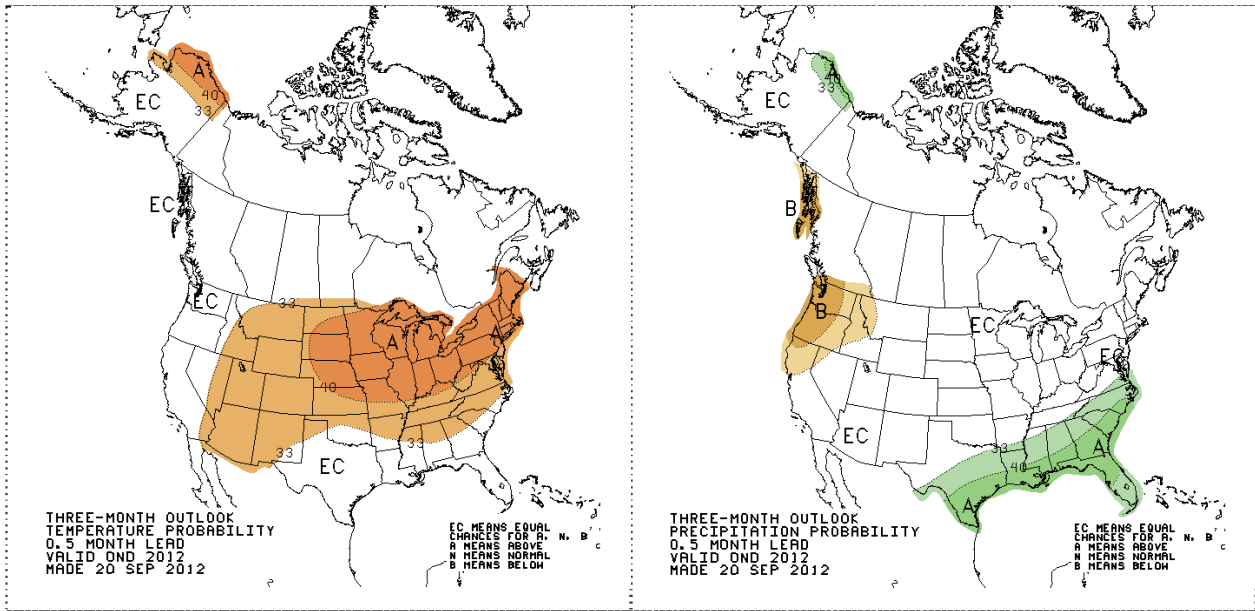 A
40
33
EC
EC
EC
33
A
A
40
33
33
EC
THREE-MONTH OUTLOOK
TEMPERATURE PROBABILITY
0.5 MONTH LEAD
VALID OND 2012
MADE 20 SEP 2012
EC MEANS EQUAL
CHANCES FOR A, N, B
A MEANS ABOVE
N MEANS NORMAL
B MEANS BELOW
A
40
33
EC
B
B
EC
EC
EC
33
40
A
A
THREE-MONTH OUTLOOK
PRECIPITATION PROBABILITY
0.5 MONTH LEAD
VALID OND 2012
MADE 20 SEP 2012
EC MEANS EQUAL
CHANCES FOR A, N, B
A MEANS ABOVE
N MEANS NORMAL
B MEANS BELOW